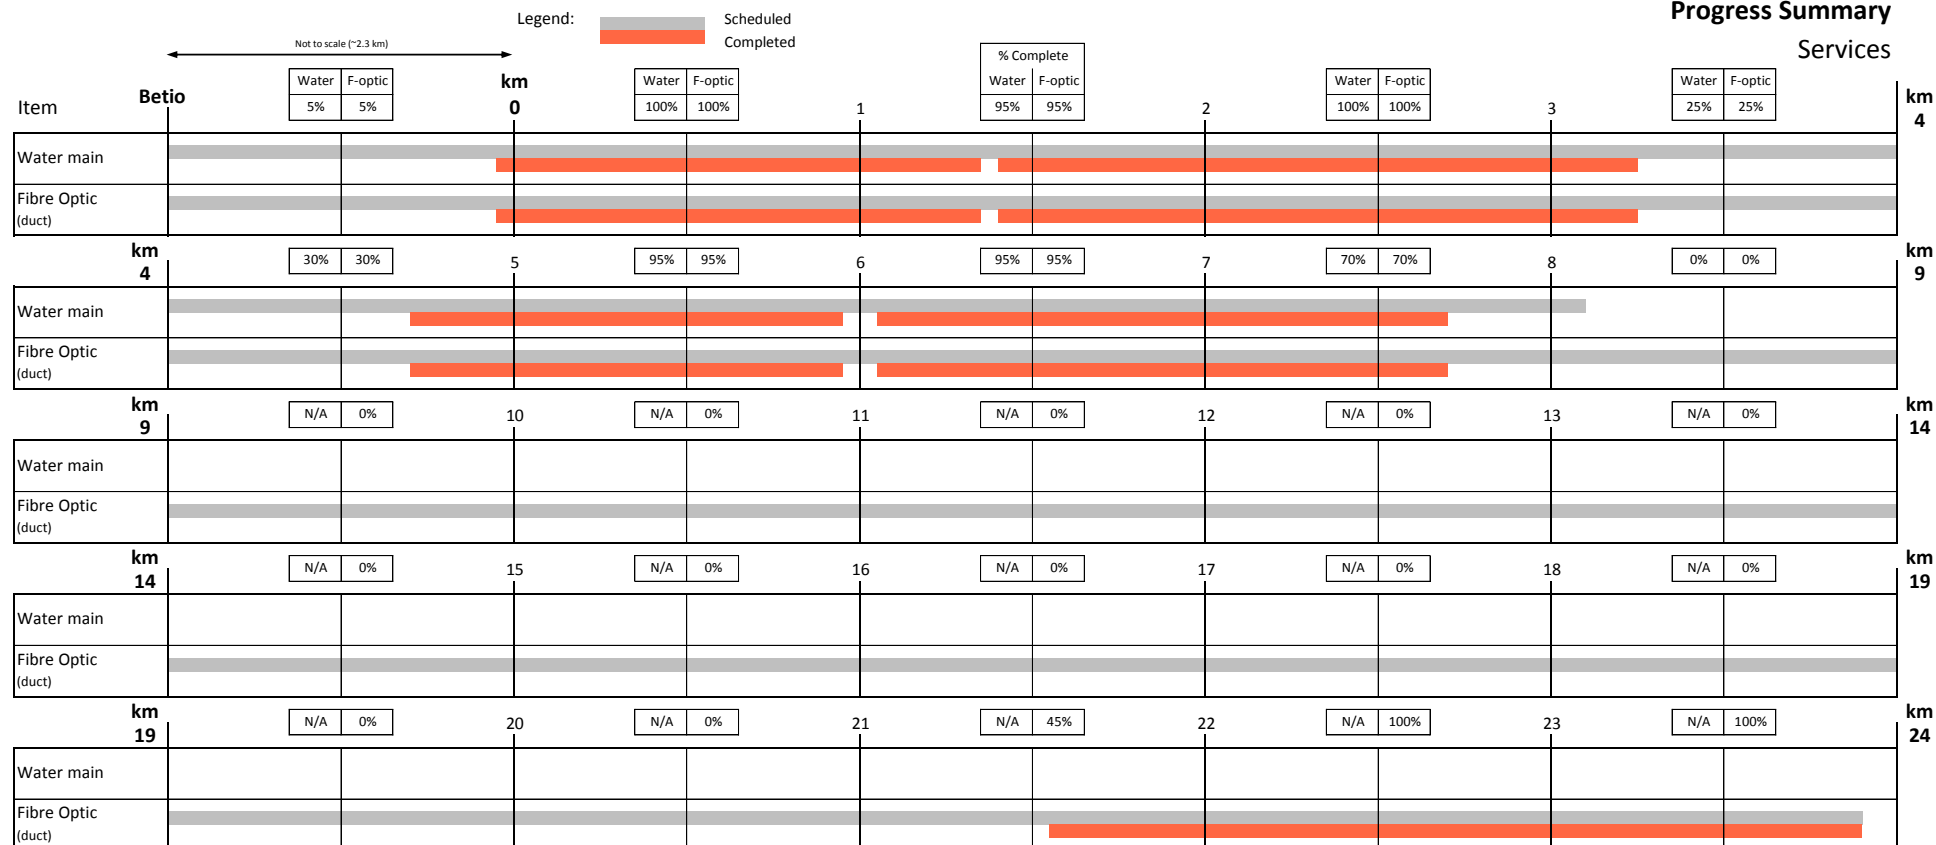 Progress Summary
Services
Legend:
Scheduled
Completed
Not to scale (~2.3 km)
% Complete
Water F-optic Water F-optic Water F-optic Water F-optic Water F-optic
Item Betio 5% 5% km 0 100% 100% 1 95% 95% 2 100% 100% 3 25% 25% km 4
Water main
Fibre Optic
(duct)
km 4 30% 30% 5 95% 95% 6 95% 95% 7 70% 70% 8 0% 0% km 9
Water main
Fibre Optic
(duct)
km 9 N/A 0% 10 N/A 0% 11 N/A 0% 12 N/A 0% 13 N/A 0% km 14
Water main
Fibre Optic
(duct)
km 14 N/A 0% 15 N/A 0% 16 N/A 0% 17 N/A 0% 18 N/A 0% km 19
Water main
Fibre Optic
(duct)
km 19 N/A 0% 20 N/A 0% 21 N/A 45% 22 N/A 100% 23 N/A 100% km 24
Water main
Fibre Optic
(duct)